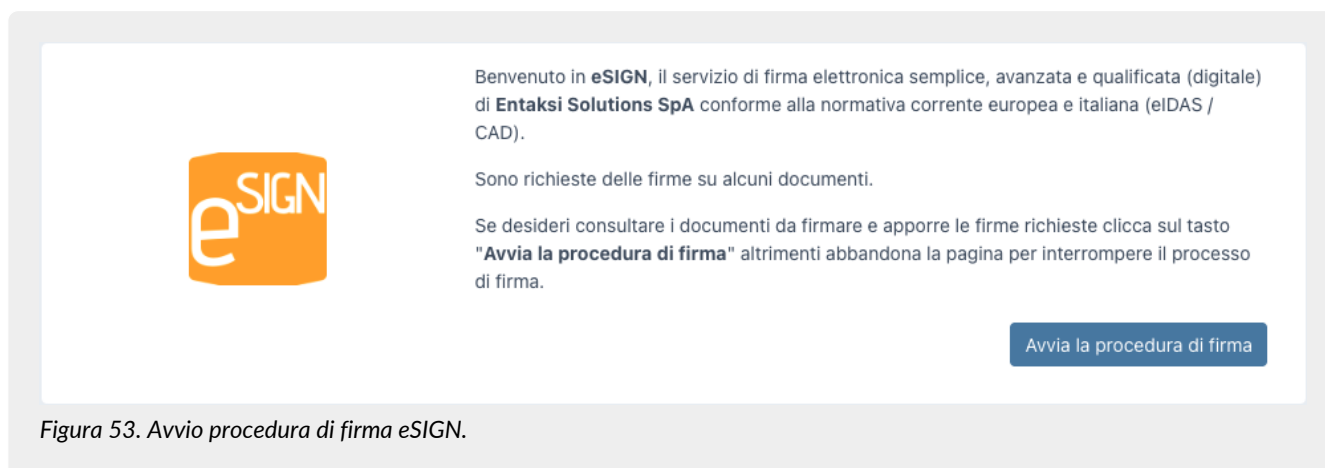 Benvenuto in eSIGN, il servizio di firma elettronica semplice, avanzata e qualificata (digitale)
di Entaksi Solutions SpA conforme alla normativa corrente europea e italiana (eIDAS /
CAD).
eSIGN
Sono richieste delle firme su alcuni documenti.
Se desideri consultare i documenti da firmare e apporre le firme richieste clicca sul tasto
"Avvia la procedura di firma" altrimenti abbandona la pagina per interrompere il processo
di firma.
Avvia la procedura di firma
Figura 53. Avvio procedura di firma eSIGN.